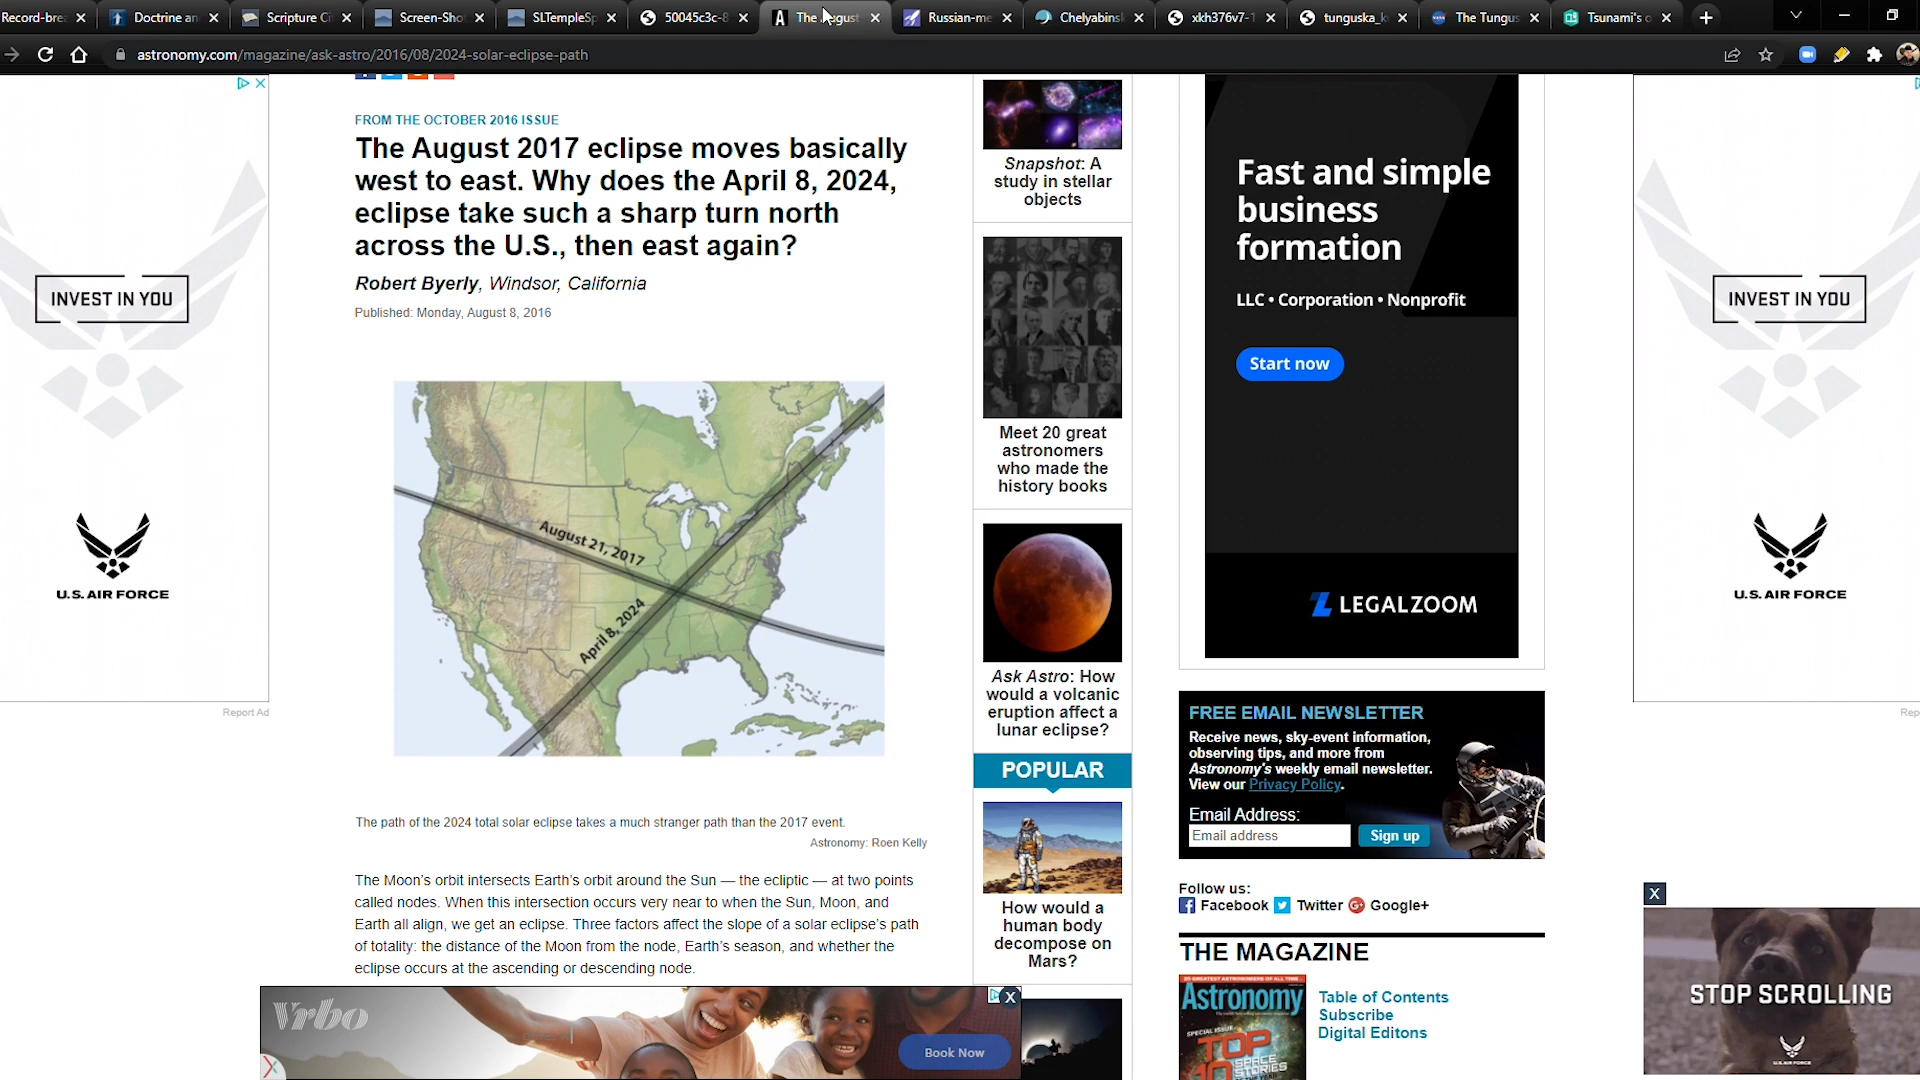 Record-brea
Doctrine an
Scripture Ci
Screen-Sho
SLTempleSp
50045c3c-8
The August
Russian-me
Chelyabinsk
xkh376v7-1
tunguska_k
The Tungus
Tsunami's o
astronomy.com/magazine/ask-astro/2016/08/2024-solar-eclipse-path
INVEST IN YOU
U.S. AIR FORCE
Report Ad
FROM THE OCTOBER 2016 ISSUE
The August 2017 eclipse moves basically
west to east. Why does the April 8, 2024,
eclipse take such a sharp turn north
across the U.S., then east again?
Robert Byerly, Windsor, California
Published: Monday, August 8, 2016
August 21, 2017
April 8, 2024
The path of the 2024 total solar eclipse takes a much stranger path than the 2017 event.
Astronomy: Roen Kelly
The Moon's orbit intersects Earth's orbit around the Sun — the ecliptic — at two points
called nodes. When this intersection occurs very near to when the Sun, Moon, and
Earth all align, we get an eclipse. Three factors affect the slope of a solar eclipse's path
of totality: the distance of the Moon from the node, Earth's season, and whether the
eclipse occurs at the ascending or descending node.
Vrbo
Book Now
X
Snapshot: A
study in stellar
objects
Meet 20 great
astronomers
who made the
history books
Ask Astro: How
would a volcanic
eruption affect a
lunar eclipse?
POPULAR
How would a
human body
decompose on
Mars?
Fast and simple
business
formation
LLC • Corporation • Nonprofit
Start now
LEGALZOOM
FREE EMAIL NEWSLETTER
Receive news, sky-event information,
observing tips, and more from
Astronomy's weekly email newsletter.
View our Privacy Policy.
Email Address:
Email address
Sign up
Follow us:
Facebook
Twitter
Google+
THE MAGAZINE
Astronomy
SPECIAL ISSUE
TOP
10 SPACE
STORIES
Table of Contents
Subscribe
Digital Editons
INVEST IN YOU
U.S. AIR FORCE
Rep
X
STOP SCROLLING